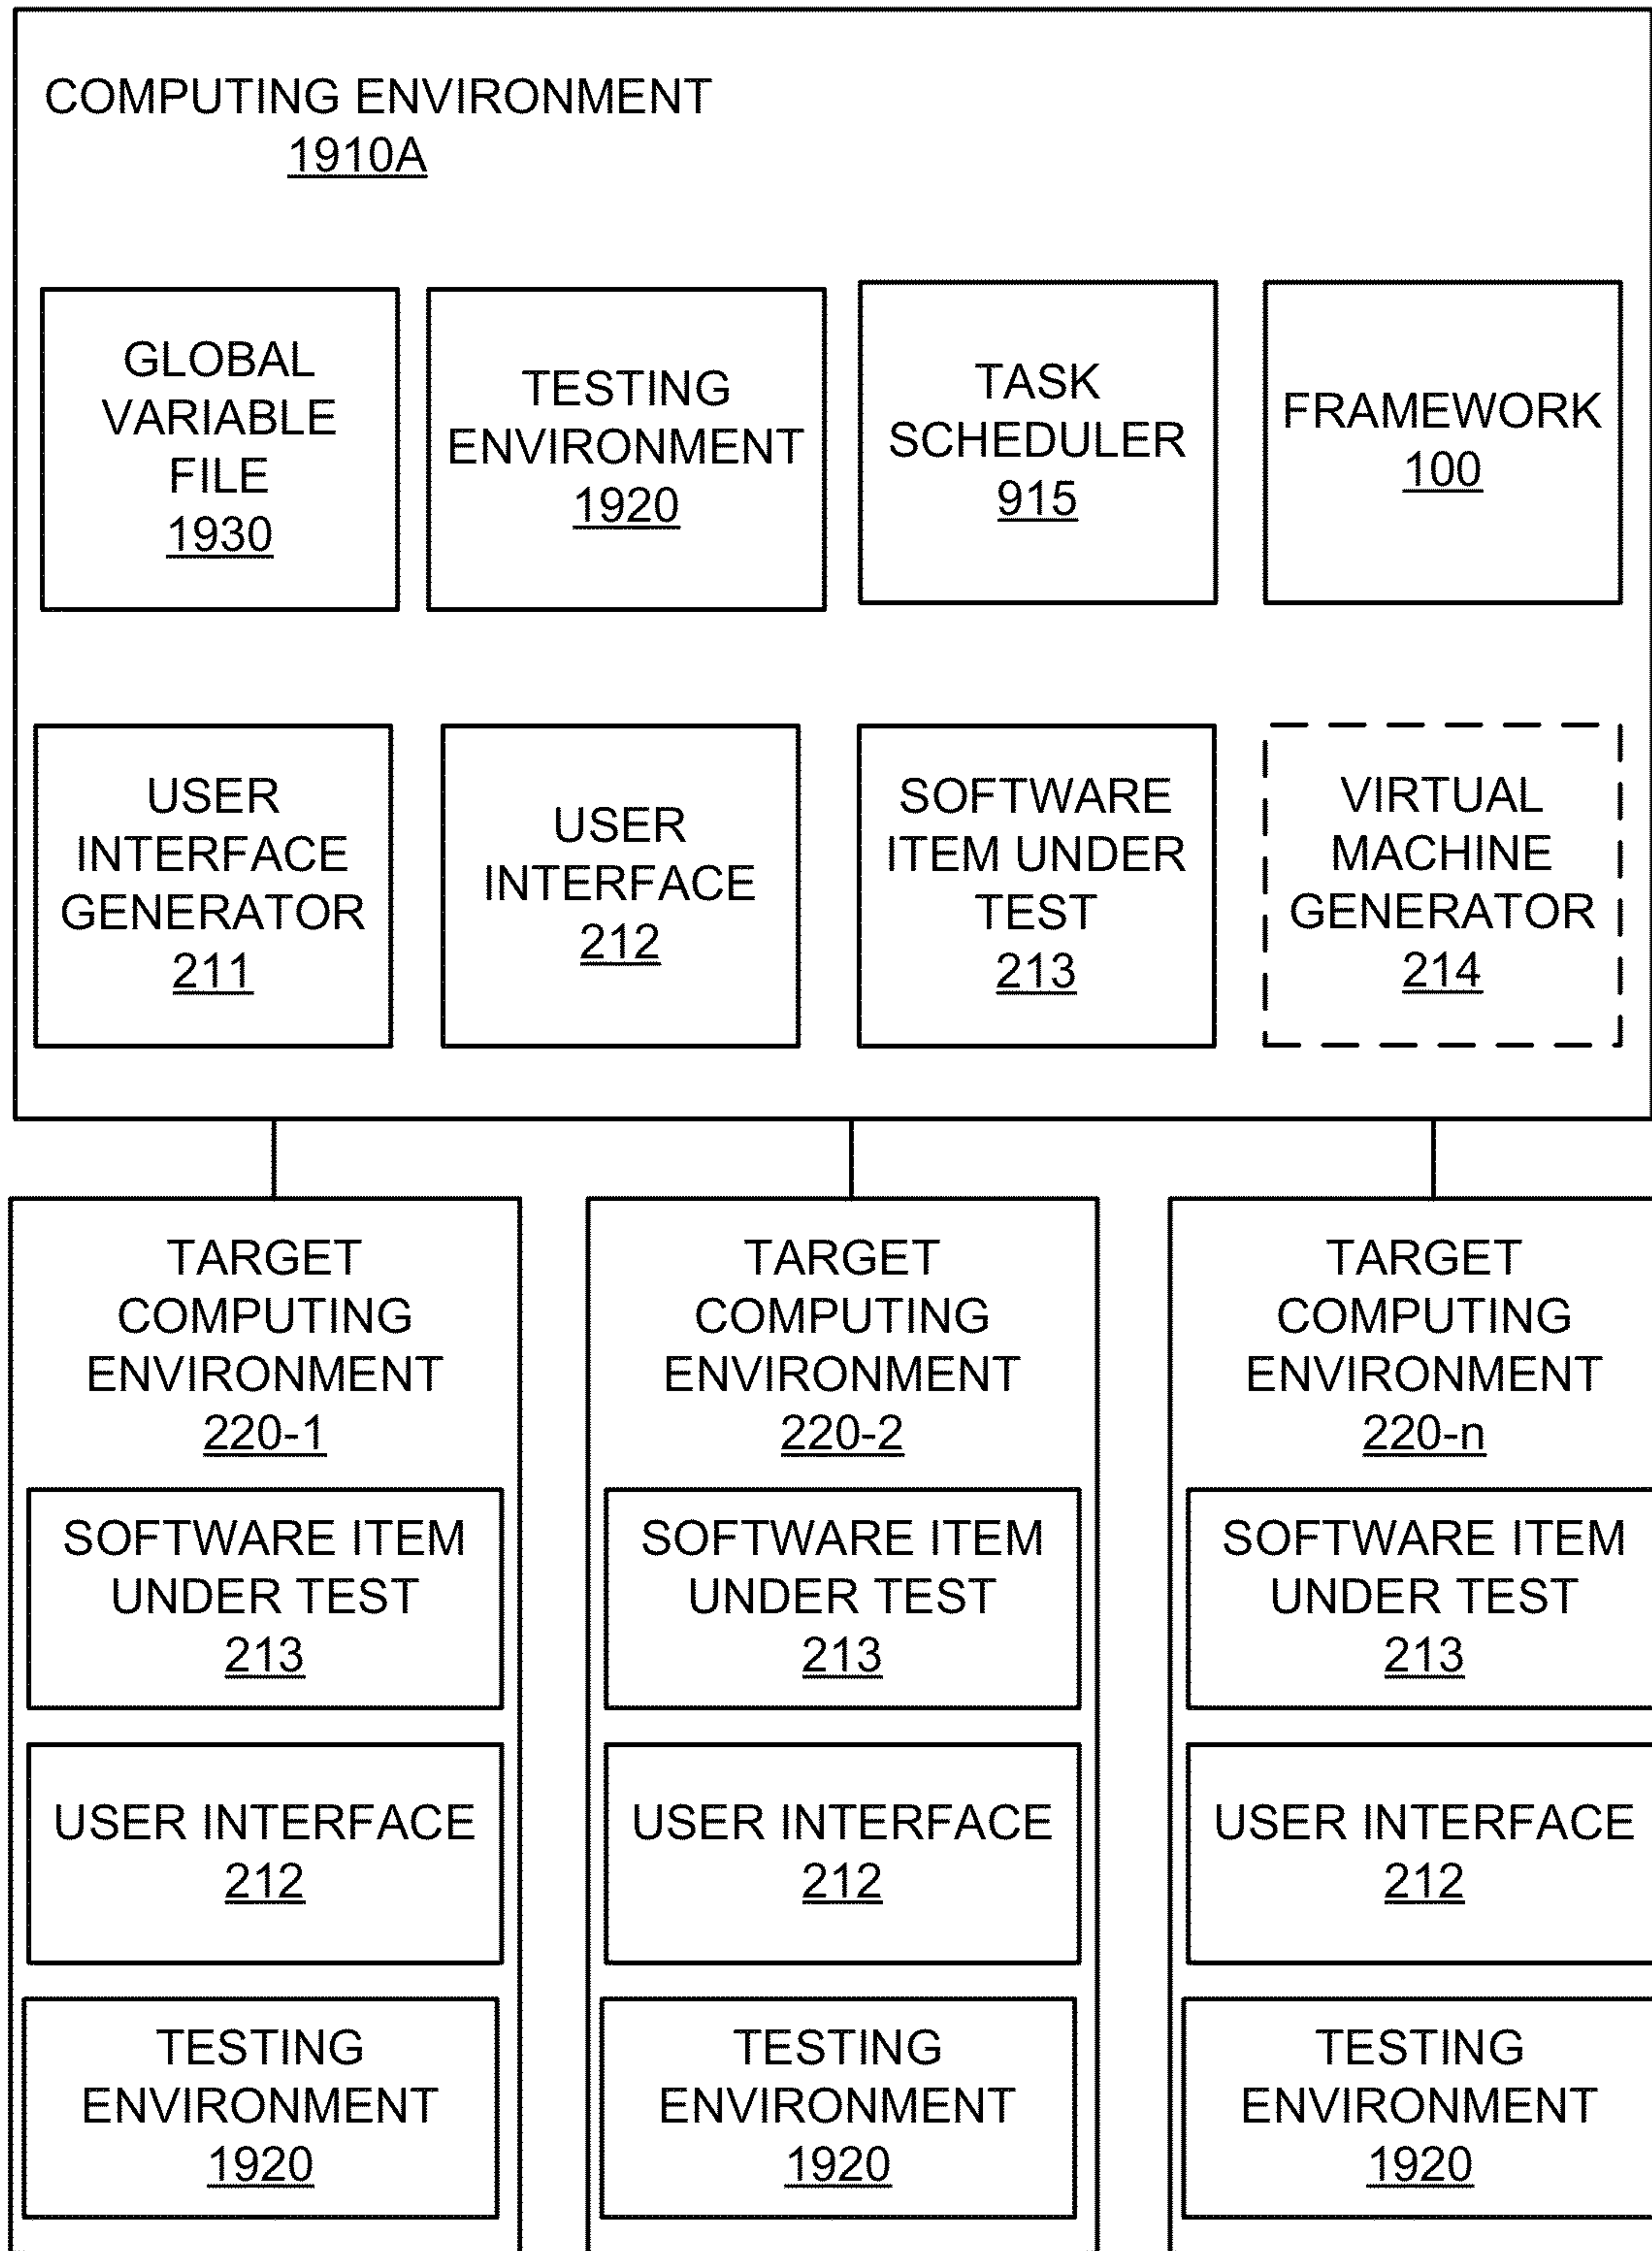 COMPUTING ENVIRONMENT
1910A
GLOBAL
VARIABLE
FILE
1930
TESTING
ENVIRONMENT
1920
TASK
SCHEDULER
915
FRAMEWORK
100
USER
INTERFACE
GENERATOR
211
USER
INTERFACE
212
SOFTWARE
ITEM UNDER
TEST
213
VIRTUAL
MACHINE
GENERATOR
214
TARGET
COMPUTING
ENVIRONMENT
220-1
SOFTWARE ITEM
UNDER TEST
213
USER INTERFACE
212
TESTING
ENVIRONMENT
1920
TARGET
COMPUTING
ENVIRONMENT
220-2
SOFTWARE ITEM
UNDER TEST
213
USER INTERFACE
212
TESTING
ENVIRONMENT
1920
TARGET
COMPUTING
ENVIRONMENT
220-n
SOFTWARE ITEM
UNDER TEST
213
USER INTERFACE
212
TESTING
ENVIRONMENT
1920